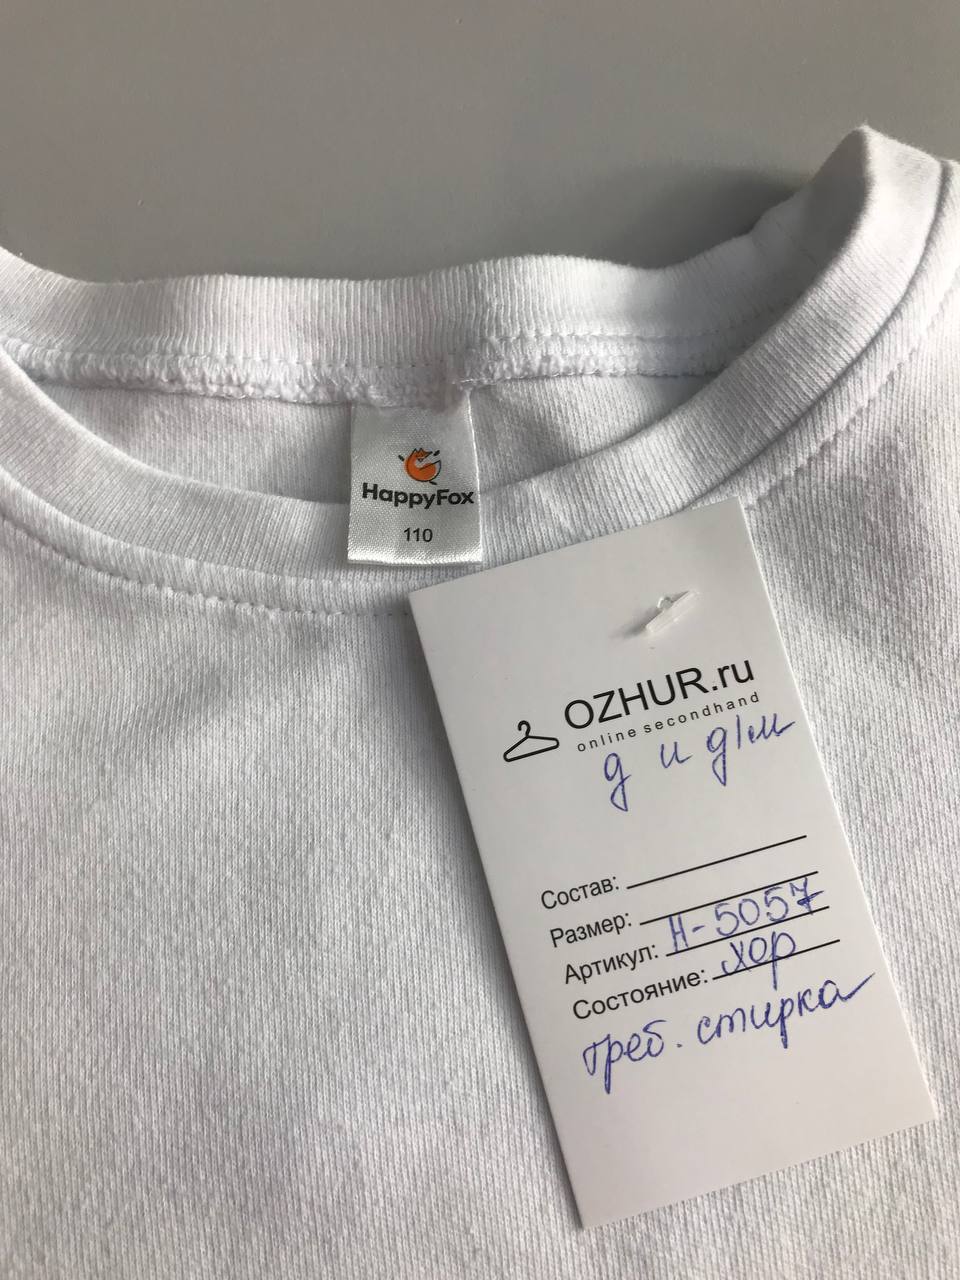 HappyFox
110
OZHUR.ru
online secondhand
д и д/м
Состав:
Размер:
Артикул: Н-5057
Состояние: хор
треб. стирка